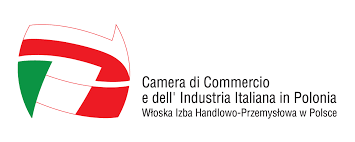 Camera di Commercio
e dell' Industria Italiana in Polonia
Włoska Izba Handlowo-Przemysłowa w Polsce